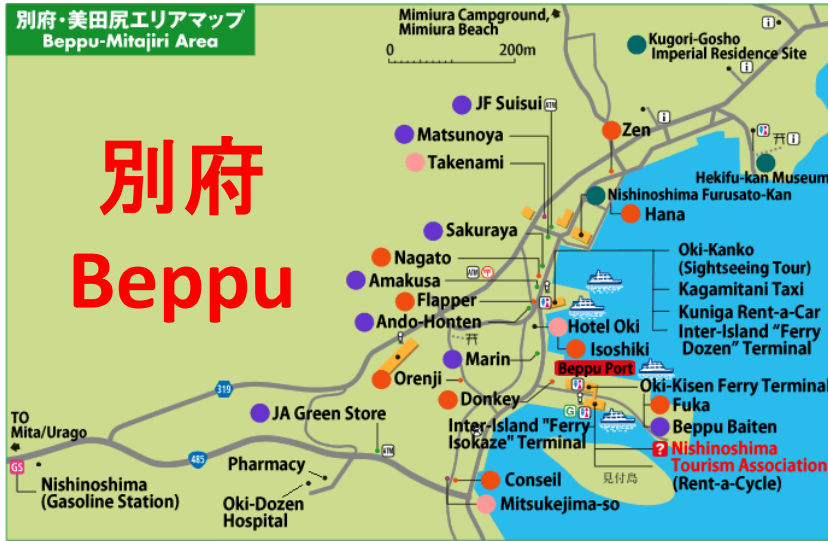 別府・美田尻エリアマップ
Beppu-Mitajiri Area
Mimiura Campground,
Mimiura Beach
0 200m
Kugori-Gosho
Imperial Residence Site
i
i
i
i
JF Suisui
ATM
Matsunoya
Takenami
Zen
別府
Beppu
Hekifu-kan Museum
Nishinoshima Furusato-Kan
Hana
Sakuraya
Nagato
ATM
〒
Amakusa
Flapper
Ando-Honten
Oki-Kanko
(Sightseeing Tour)
Kagamitani Taxi
Kuniga Rent-a-Car
Inter-Island "Ferry
Dozen" Terminal
Hotel Oki
Isoshiki
Marin
Beppu Port
Orenji
319
Donkey
Oki-Kisen Ferry Terminal
Fuka
Beppu Baiten
G
Inter-Island "Ferry
Isokaze" Terminal
JA Green Store
ATM
TO
Mita/Urago
GS
485
? Nishinoshima
Tourism Association
(Rent-a-Cycle)
見付島
Nishinoshima
(Gasoline Station)
Pharmacy
Oki-Dozen
Hospital
Conseil
Mitsukejima-so